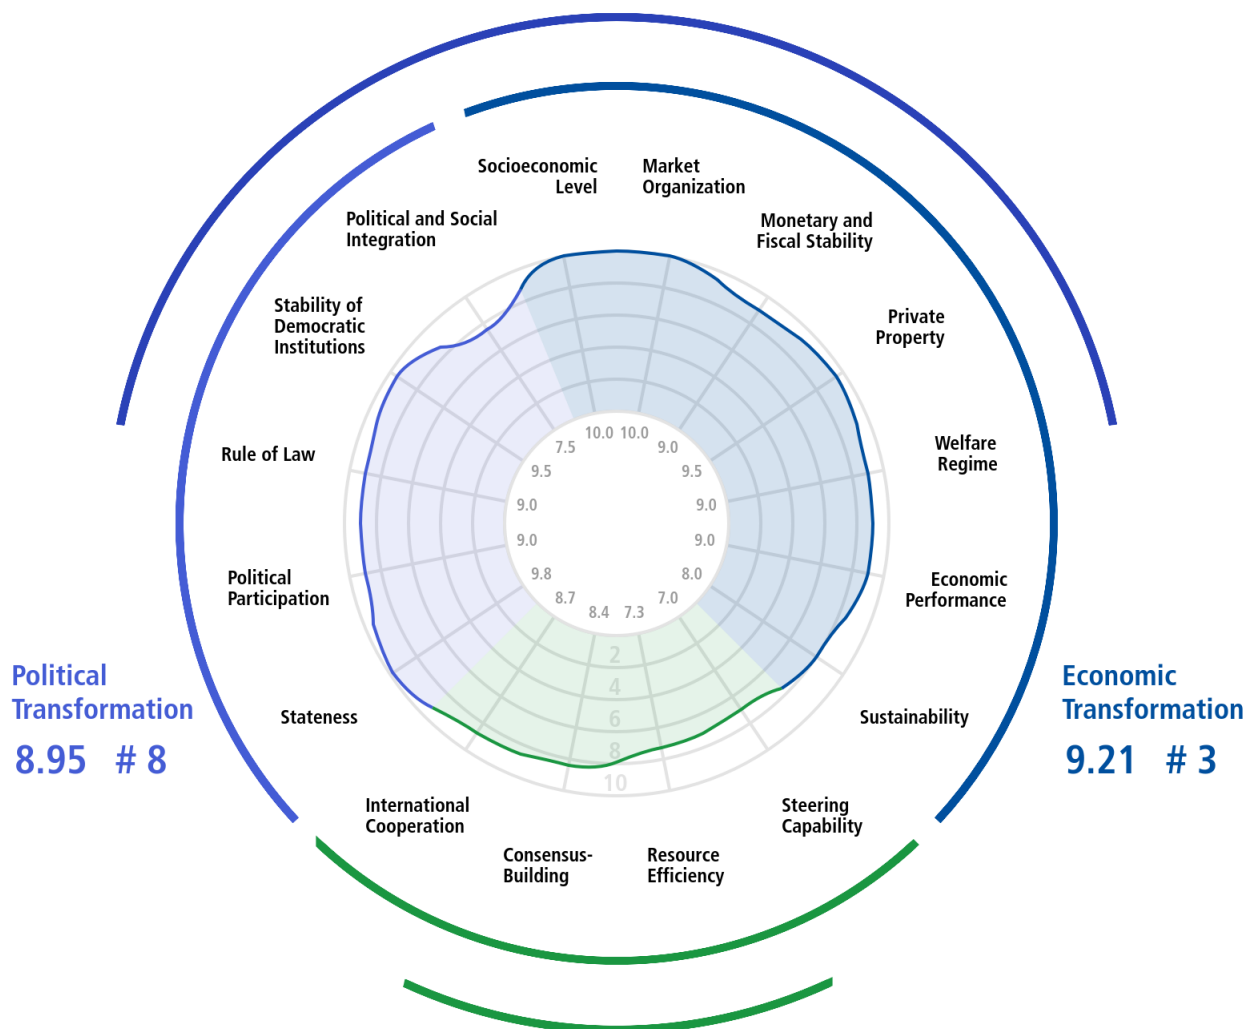 Socioeconomic
Level
Market
Organization
Political and Social
Integration
Monetary and
Fiscal Stability
Stability of
Democratic
Institutions
Private
Property
Rule of Law
Welfare
Regime
Political
Participation
Economic
Performance
Stateness
Sustainability
International
Cooperation
Steering
Capability
Consensus-
Building
Resource
Efficiency
10.0
10.0
9.0
9.5
9.0
9.0
8.0
7.0
7.3
8.4
8.7
9.8
9.0
9.0
9.5
7.5
2
4
6
8
10
Political
Transformation
8.95 # 8
Economic
Transformation
9.21 # 3